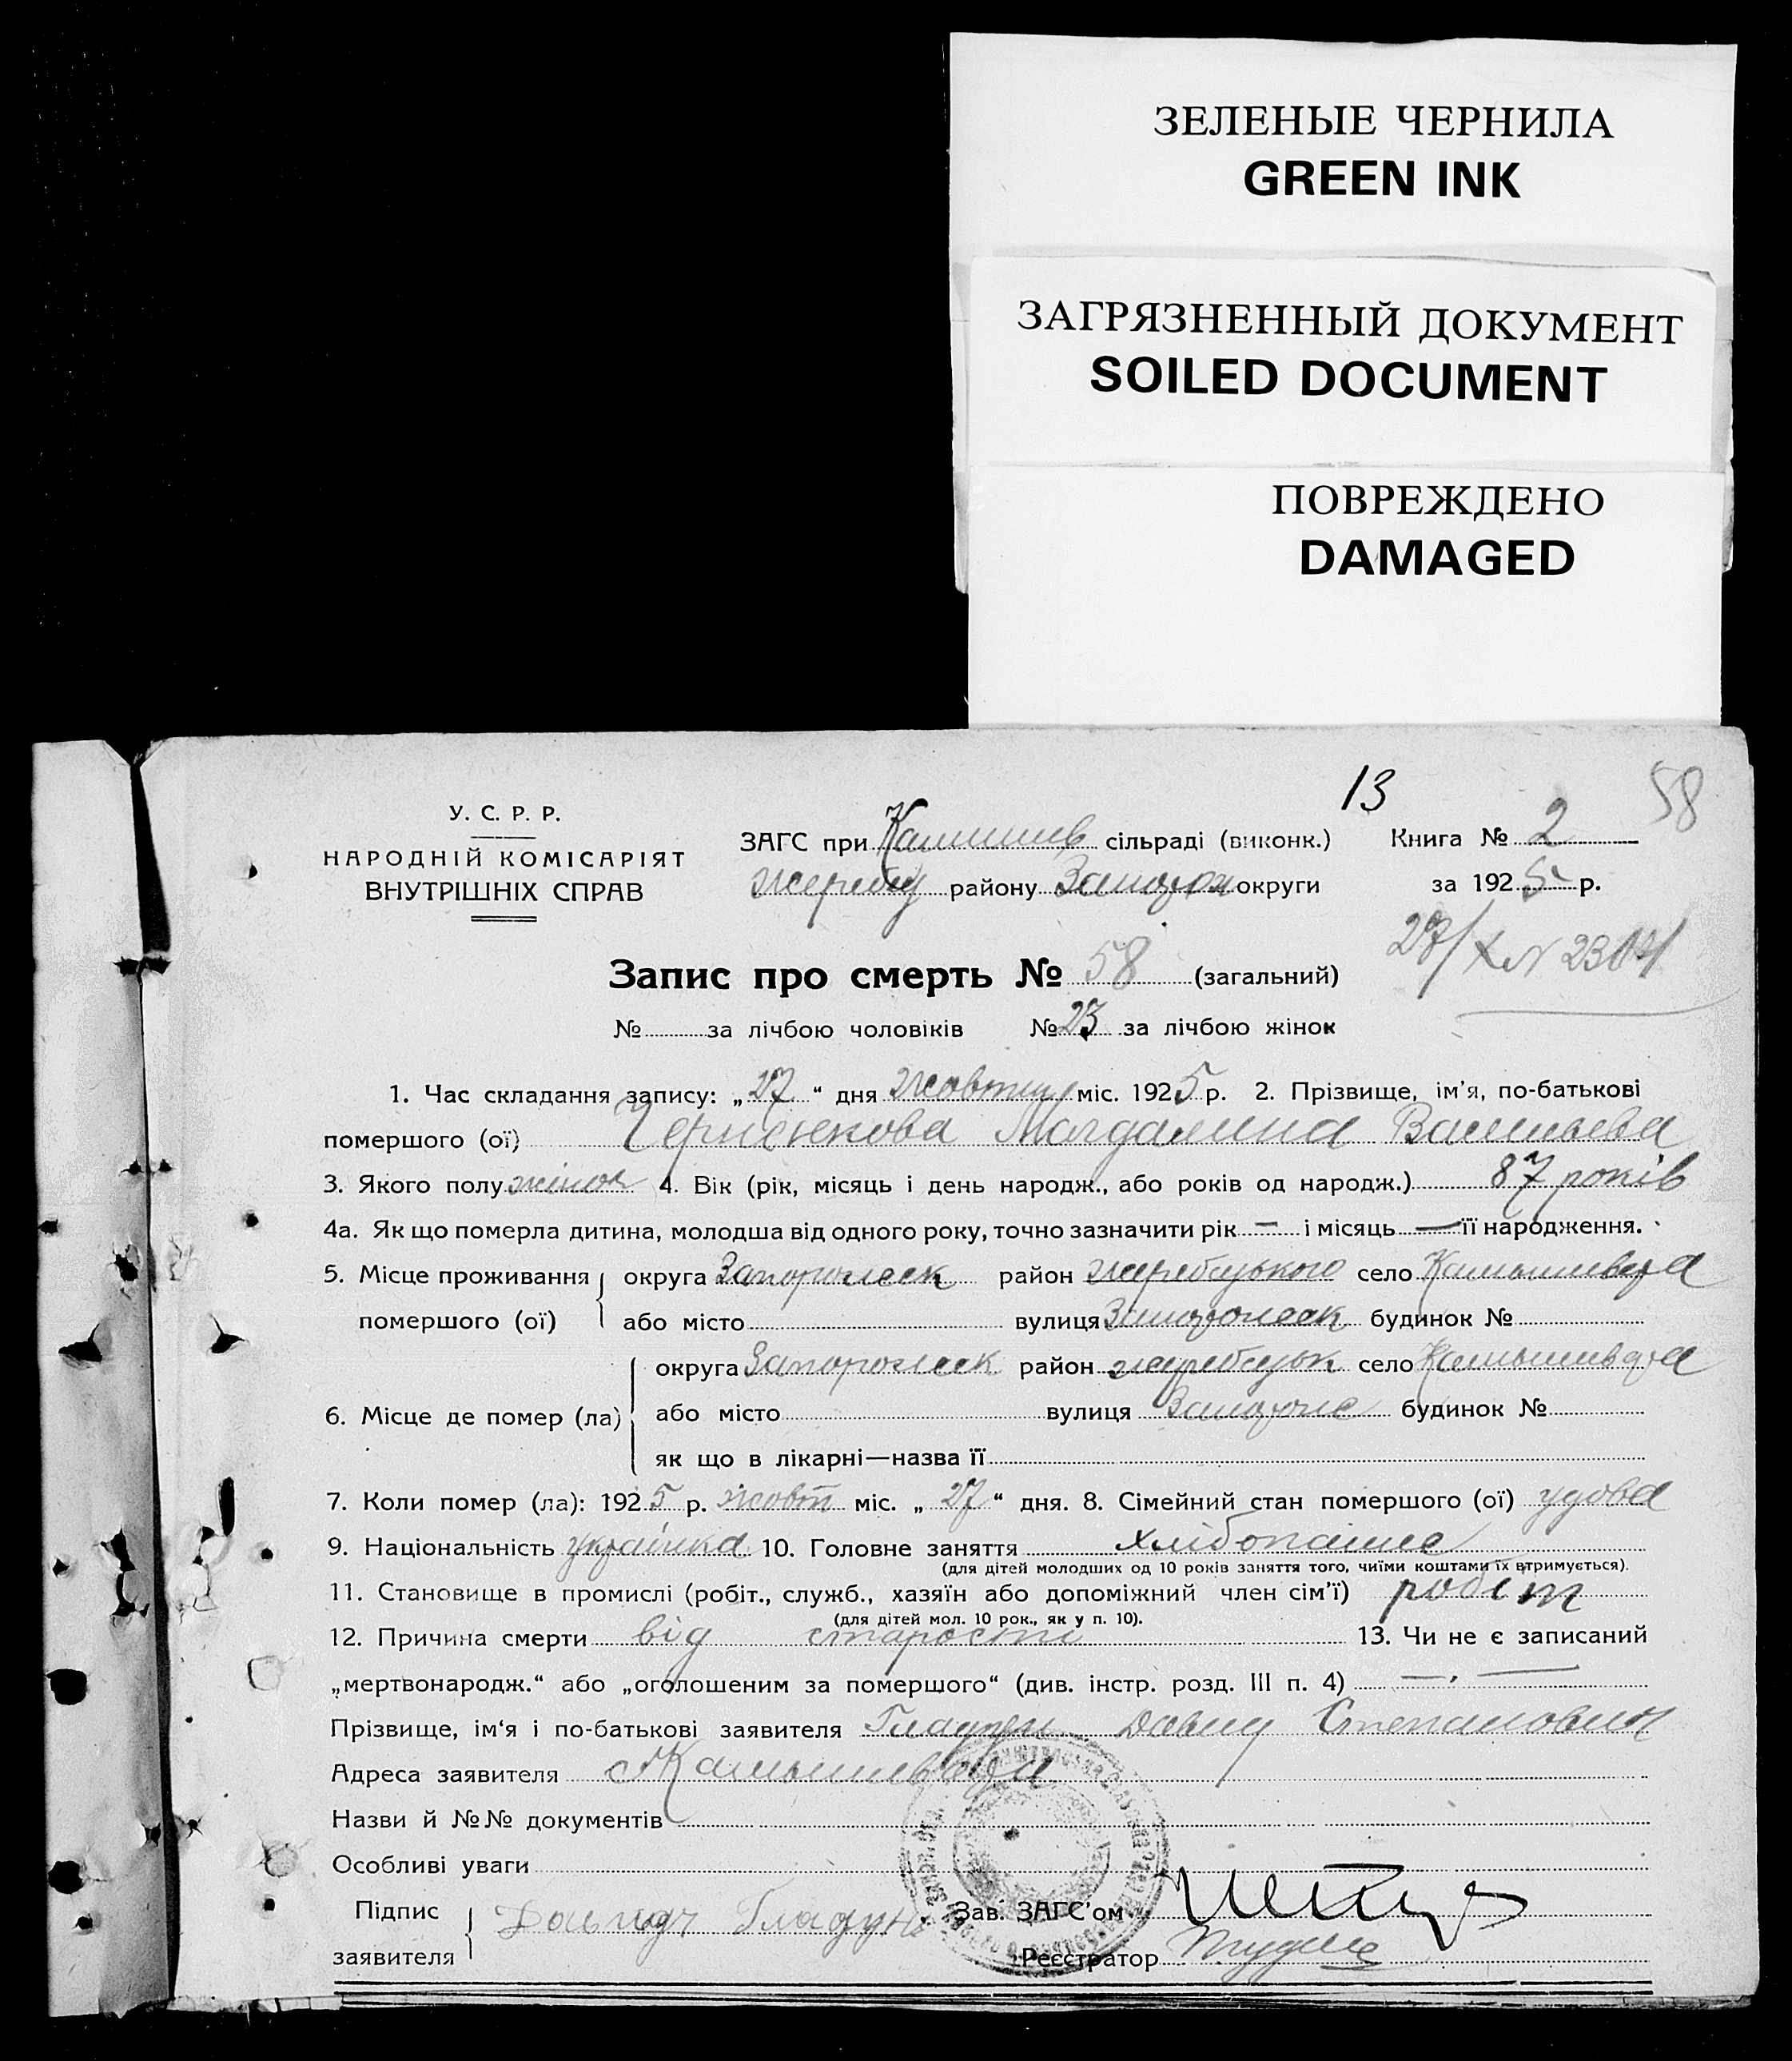 ЗЕЛЕНЫЕ ЧЕРНИЛА
GREEN INK
ЗАГРЯЗНЕННЫЙ ДОКУМЕНТ
SOILED DOCUMENT
ПОВРЕЖДЕНО
DAMAGED
13
58
У. С. Р. Р.
НАРОДНІЙ КОМІСАРІЯТ
ВНУТРІШНІХ СПРАВ
ЗАГС при Камишив сільраді (виконк.) Книга № 2
району округи за 1925 р.
Запис про смерть № 58 (загальний)
№ за лічбою чоловіків № 23 за лічбою жінок
1. Час складання запису: „27“ дня міс. 1925 р. 2. Прізвище, ім’я, по-батькові
помершого (ої) Магдалина
3. Якого полу жіноч 4. Вік (рік, місяць і день народж., або років од народж.) 87 років
4а. Як що померла дитина, молодша від одного року, точно зазначити рік — і місяць — її народження.
5. Місце проживання округа район село
помершого (ої) або місто вулиця будинок №
округа район село
6. Місце де помер (ла) або місто вулиця будинок №
як що в лікарні—назва її
7. Коли помер (ла): 1925 р. жовт міс. „27“ дня. 8. Сімейний стан помершого (ої) удова
9. Національність українка 10. Головне заняття
(для дітей молодших од 10 років заняття того, чиїми коштами їх втримується).
11. Становище в промислі (робіт., служб., хазяїн або допоміжний член сім’ї) робіт
(для дітей мол. 10 рок., як у п. 10).
12. Причина смерти від старости 13. Чи не є записаний
„мертвонародж.“ або „оголошеним за помершого“ (див. інстр. розд. III п. 4) — —
Прізвище, ім‘я і по-батькові заявителя Давид Степанович
Адреса заявителя
Назви й №№ документів
Особливі уваги
Підпис Зав. ЗАГС’ом
заявителя Реєстратор